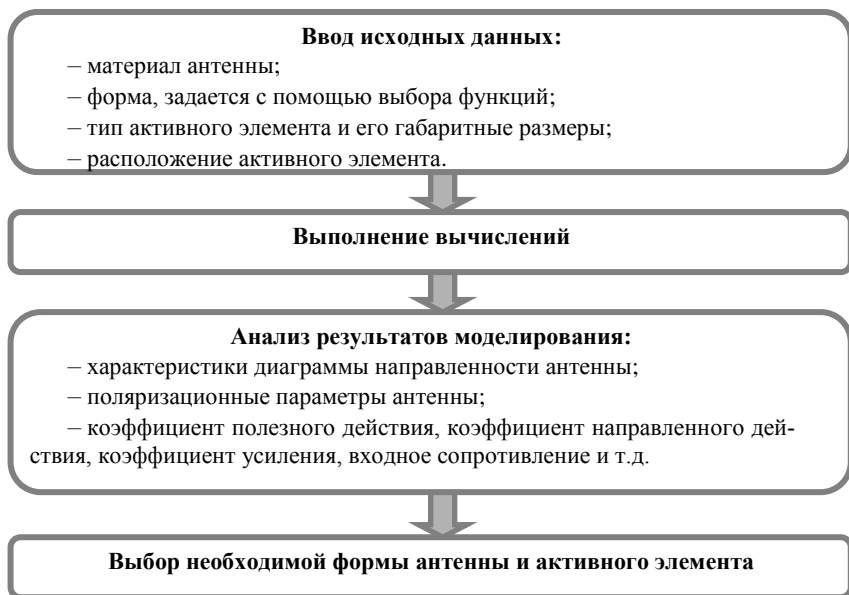 Ввод исходных данных:
– материал антенны;
– форма, задается с помощью выбора функций;
– тип активного элемента и его габаритные размеры;
– расположение активного элемента.
Выполнение вычислений
Анализ результатов моделирования:
– характеристики диаграммы направленности антенны;
– поляризационные параметры антенны;
– коэффициент полезного действия, коэффициент направленного дей-
ствия, коэффициент усиления, входное сопротивление и т.д.
Выбор необходимой формы антенны и активного элемента